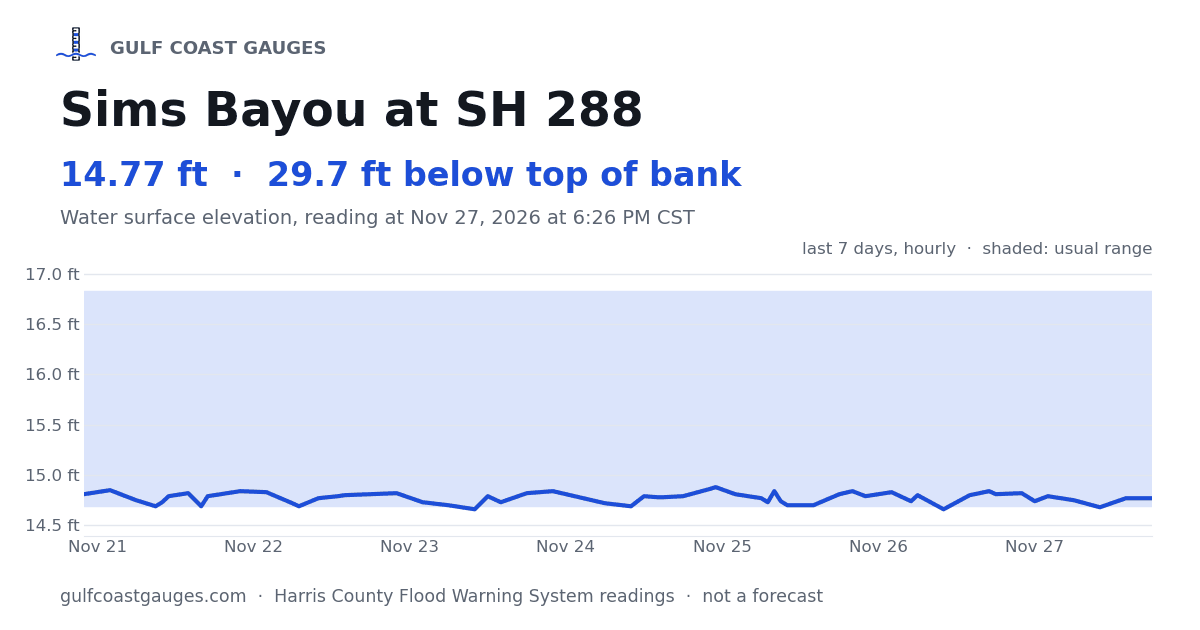 GULF COAST GAUGES
Sims Bayou at SH 288
14.77 ft · 29.7 ft below top of bank
Water surface elevation, reading at Nov 27, 2026 at 6:26 PM CST
last 7 days, hourly · shaded: usual range
17.0 ft
16.5 ft
16.0 ft
15.5 ft
15.0 ft
14.5 ft
Nov 21 Nov 22 Nov 23 Nov 24 Nov 25 Nov 26 Nov 27
gulfcoastgauges.com · Harris County Flood Warning System readings · not a forecast